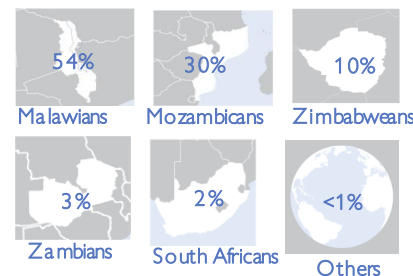 54%
30%
10%
Malawians
Mozambicans
Zimbabweans
3%
2%
<1%
Zambians
South Africans
Others